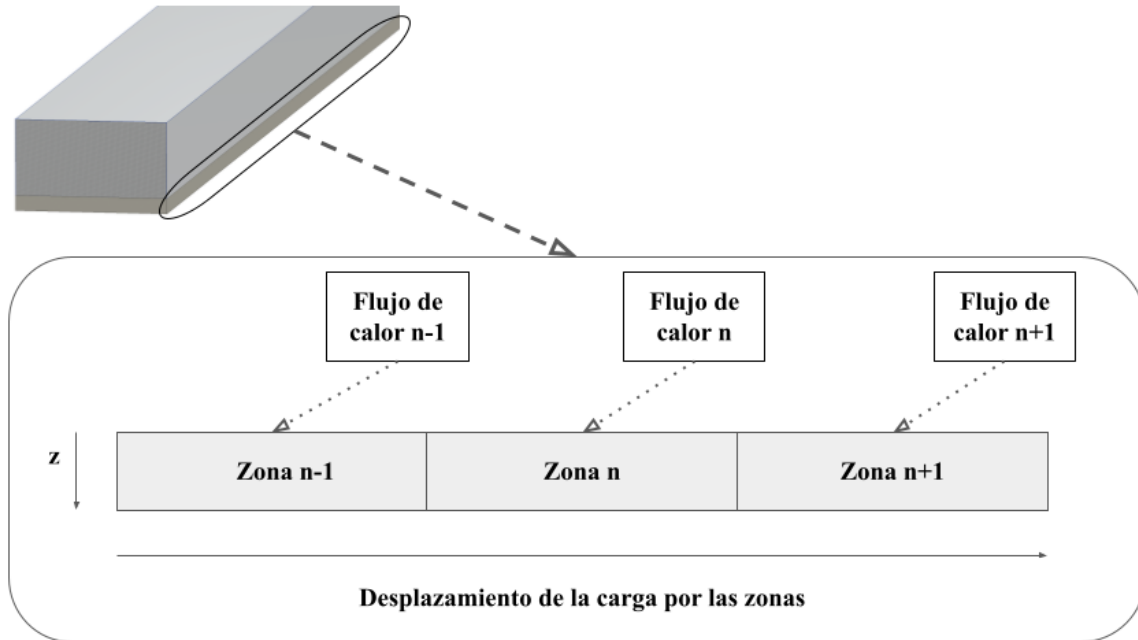 Flujo de
calor n-1
Flujo de
calor n
Flujo de
calor n+1
z
Zona n-1
Zona n
Zona n+1
Desplazamiento de la carga por las zonas